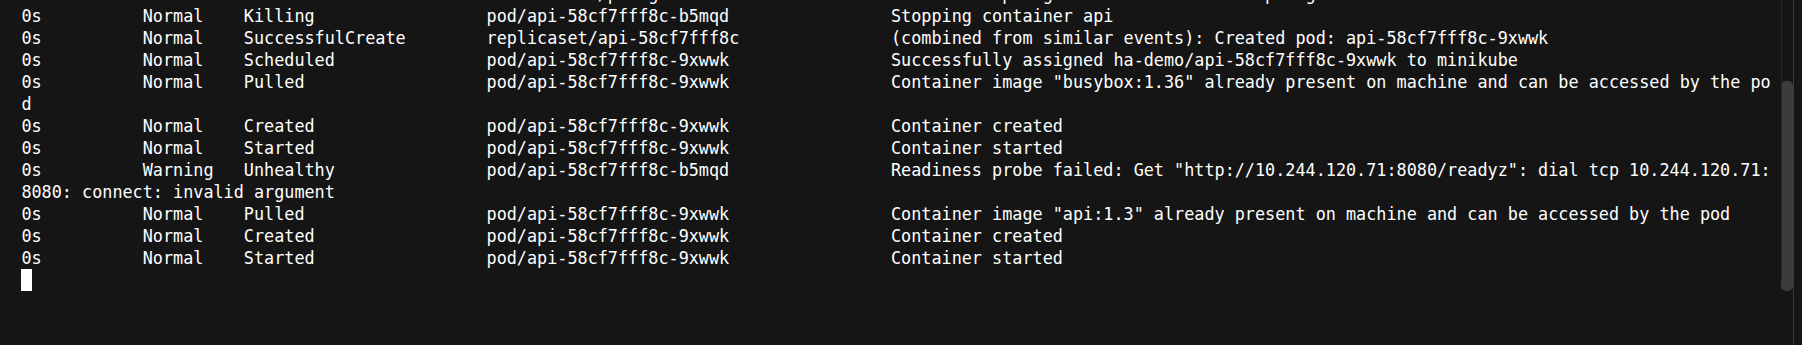 0s Normal Killing pod/api-58cf7fff8c-b5mqd Stopping container api
0s Normal SuccessfulCreate replicaset/api-58cf7fff8c (combined from similar events): Created pod: api-58cf7fff8c-9xwwk
0s Normal Scheduled pod/api-58cf7fff8c-9xwwk Successfully assigned ha-demo/api-58cf7fff8c-9xwwk to minikube
0s Normal Pulled pod/api-58cf7fff8c-9xwwk Container image "busybox:1.36" already present on machine and can be accessed by the po
d
0s Normal Created pod/api-58cf7fff8c-9xwwk Container created
0s Normal Started pod/api-58cf7fff8c-9xwwk Container started
0s Warning Unhealthy pod/api-58cf7fff8c-b5mqd Readiness probe failed: Get "http://10.244.120.71:8080/readyz": dial tcp 10.244.120.71:
8080: connect: invalid argument
0s Normal Pulled pod/api-58cf7fff8c-9xwwk Container image "api:1.3" already present on machine and can be accessed by the pod
0s Normal Created pod/api-58cf7fff8c-9xwwk Container created
0s Normal Started pod/api-58cf7fff8c-9xwwk Container started